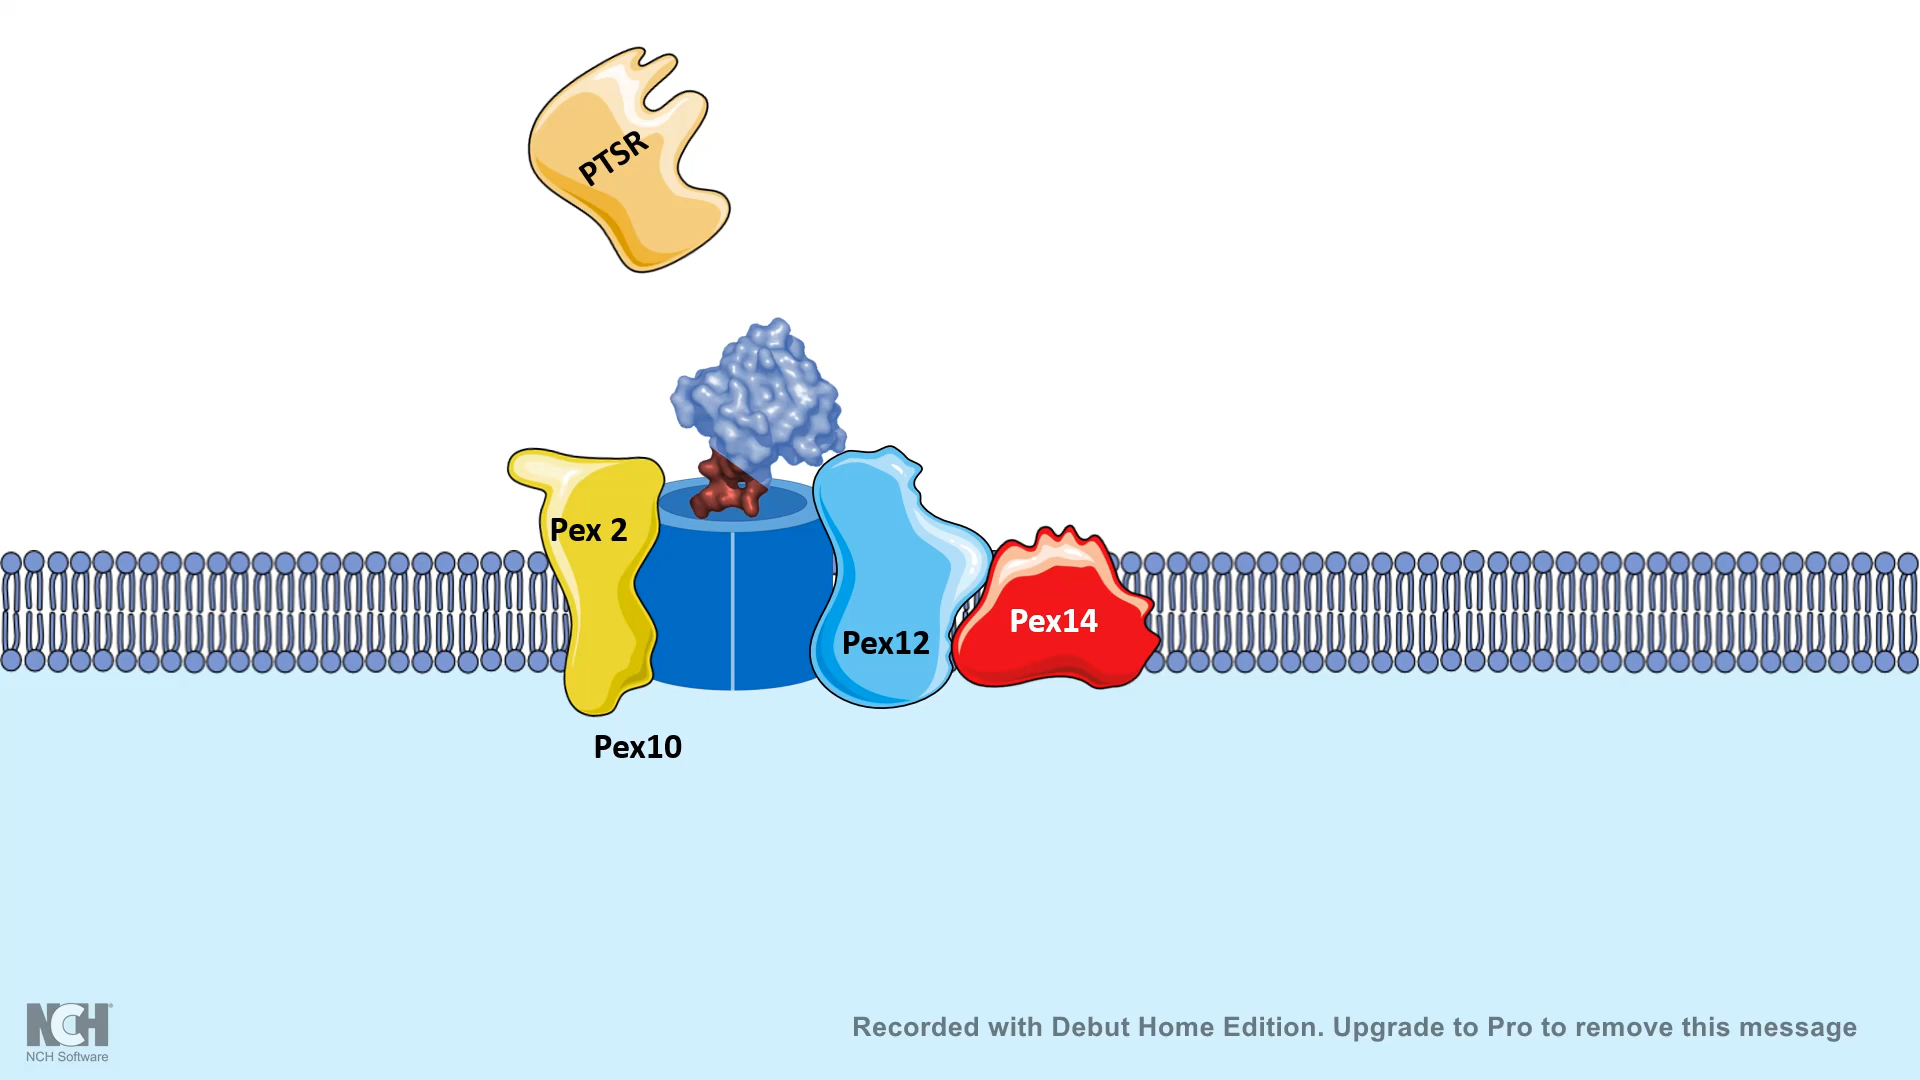 PTSR
Pex 2
Pex14
Pex12
Pex10
NCH
NCH Software
Recorded with Debut Home Edition. Upgrade to Pro to remove this message